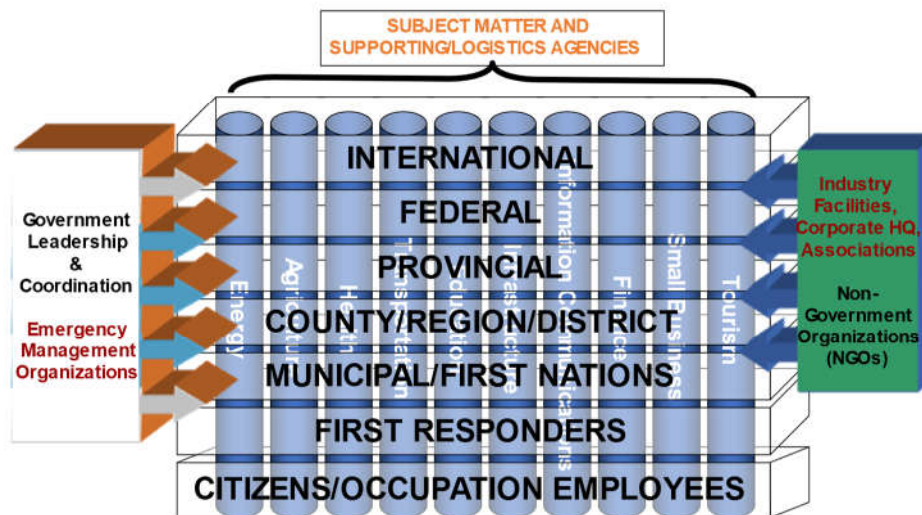 SUBJECT MATTER AND
SUPPORTING/LOGISTICS AGENCIES
INTERNATIONAL
FEDERAL
PROVINCIAL
COUNTY/REGION/DISTRICT
MUNICIPAL/FIRST NATIONS
FIRST RESPONDERS
CITIZENS/OCCUPATION EMPLOYEES
Government
Leadership
&
Coordination
Emergency
Management
Organizations
Energy
Agriculture
Health
Transportation
Education
Infrastructure
Information Communications
Finance
Small Business
Tourism
Industry
Facilities,
Corporate HQ,
Associations
Non-
Government
Organizations
(NGOs)